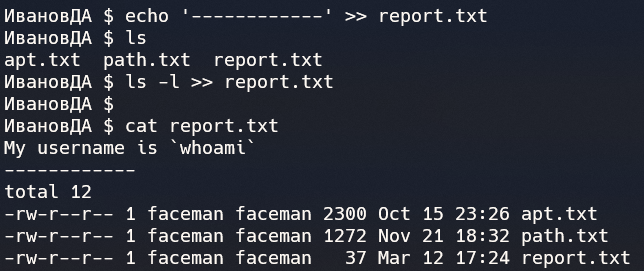 ИвановДА $ echo '------------' >> report.txt
ИвановДА $ ls
apt.txt  path.txt  report.txt
ИвановДА $ ls -l >> report.txt
ИвановДА $
ИвановДА $ cat report.txt
My username is `whoami`
------------
total 12
-rw-r--r-- 1 faceman faceman 2300 Oct 15 23:26 apt.txt
-rw-r--r-- 1 faceman faceman 1272 Nov 21 18:32 path.txt
-rw-r--r-- 1 faceman faceman   37 Mar 12 17:24 report.txt